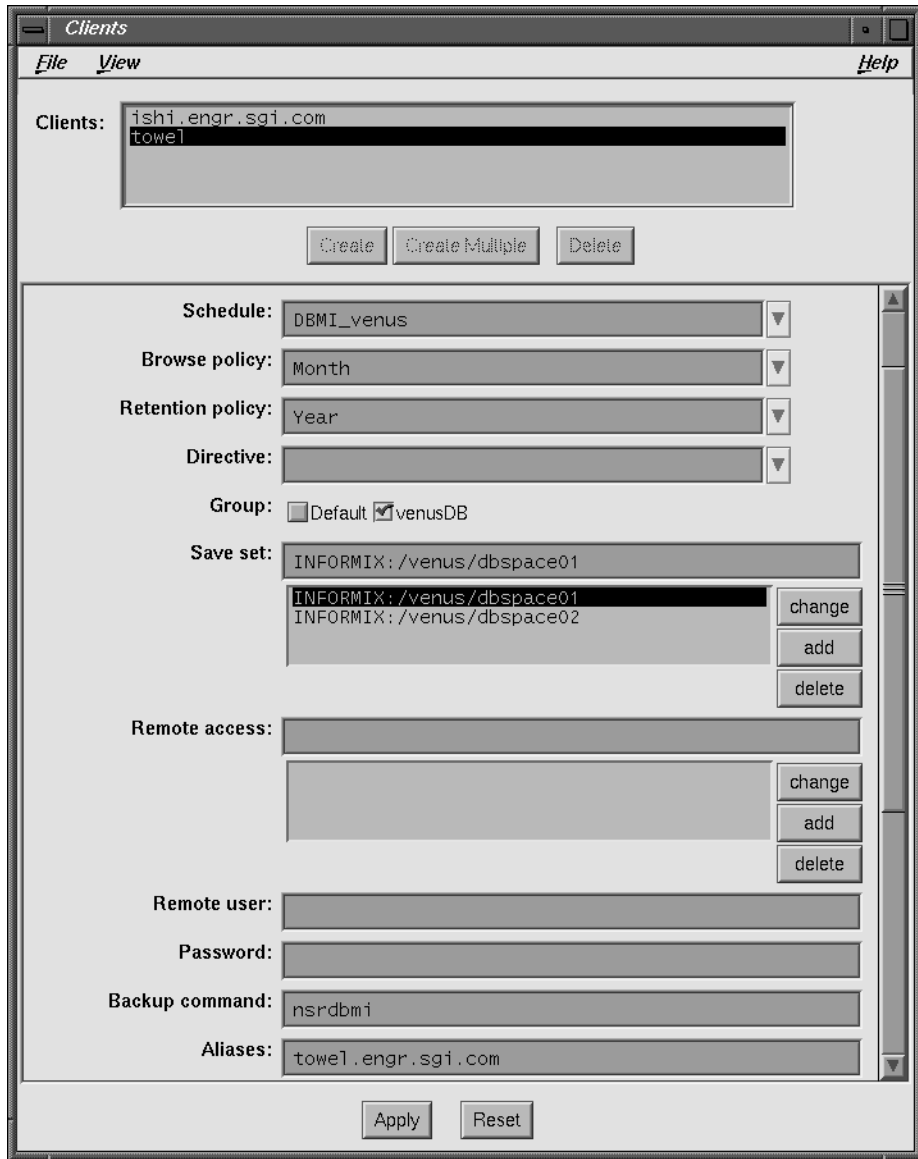 Clients
File View Help
Clients:
ishi.engr.sgi.com
towel
Create Create Multiple Delete
Schedule: DBMI_venus
Browse policy: Month
Retention policy: Year
Directive:
Group: Default venusDB
Save set: INFORMIX:/venus/dbspace01
INFORMIX:/venus/dbspace01
INFORMIX:/venus/dbspace02
change
add
delete
Remote access:
change
add
delete
Remote user:
Password:
Backup command: nsrdbmi
Aliases: towel.engr.sgi.com
Apply Reset